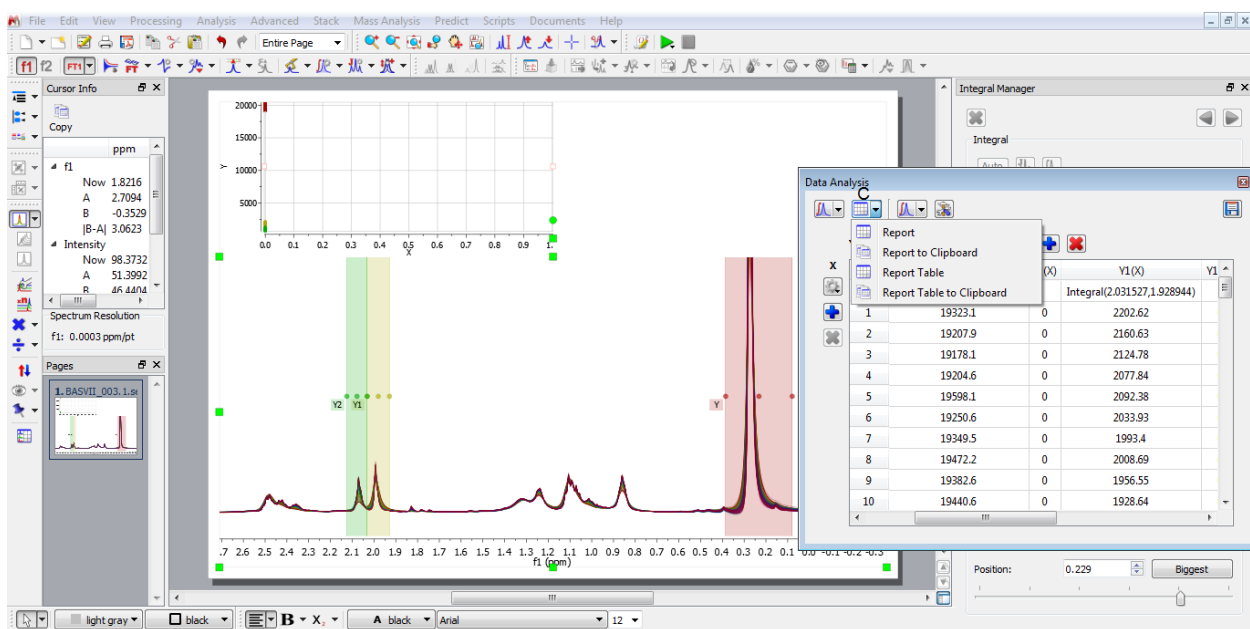 File Edit View Processing Analysis Advanced Stack Mass Analysis Predict Scripts Documents Help
Entire Page
f1 f2 FT1
Cursor Info
Copy
ppm
f1
Now 1.8216
A 2.7094
B -0.3529
|B-A| 3.0623
Intensity
Now 98.3732
A 51.3992
B 46.4404
Spectrum Resolution
f1: 0.0003 ppm/pt
Pages
1.BASVII_003.1.se
20000
15000
Y 10000
5000
0.0 0.1 0.2 0.3 0.4 0.5 0.6 0.7 0.8 0.9 1.
X
Y2 Y1 Y
.7 2.6 2.5 2.4 2.3 2.2 2.1 2.0 1.9 1.8 1.7 1.6 1.5 1.4 1.3 1.2 1.1 1.0 0.9 0.8 0.7 0.6 0.5 0.4 0.3 0.2 0.1 0.0 -0.1 -0.2 -0.3
f1 (ppm)
Integral Manager
Integral
Auto
Data Analysis
C
Report
Report to Clipboard
Report Table
Report Table to Clipboard
X
(X) Y1(X) Y1
Integral(2.031527,1.928944)
1 19323.1 0 2202.62
2 19207.9 0 2160.63
3 19178.1 0 2124.78
4 19204.6 0 2077.84
5 19598.1 0 2092.38
6 19250.6 0 2033.93
7 19349.5 0 1993.4
8 19472.2 0 2008.69
9 19382.6 0 1956.55
10 19440.6 0 1928.64
Position: 0.229 Biggest
light gray black B X₂ A black Arial 12